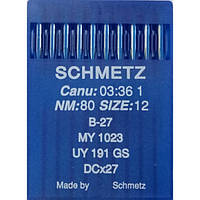 SCHMETZ
Canu: 03:36 1
NM:80 SIZE:12
B-27
MY 1023
UY 191 GS
DCx27
Made by Schmetz